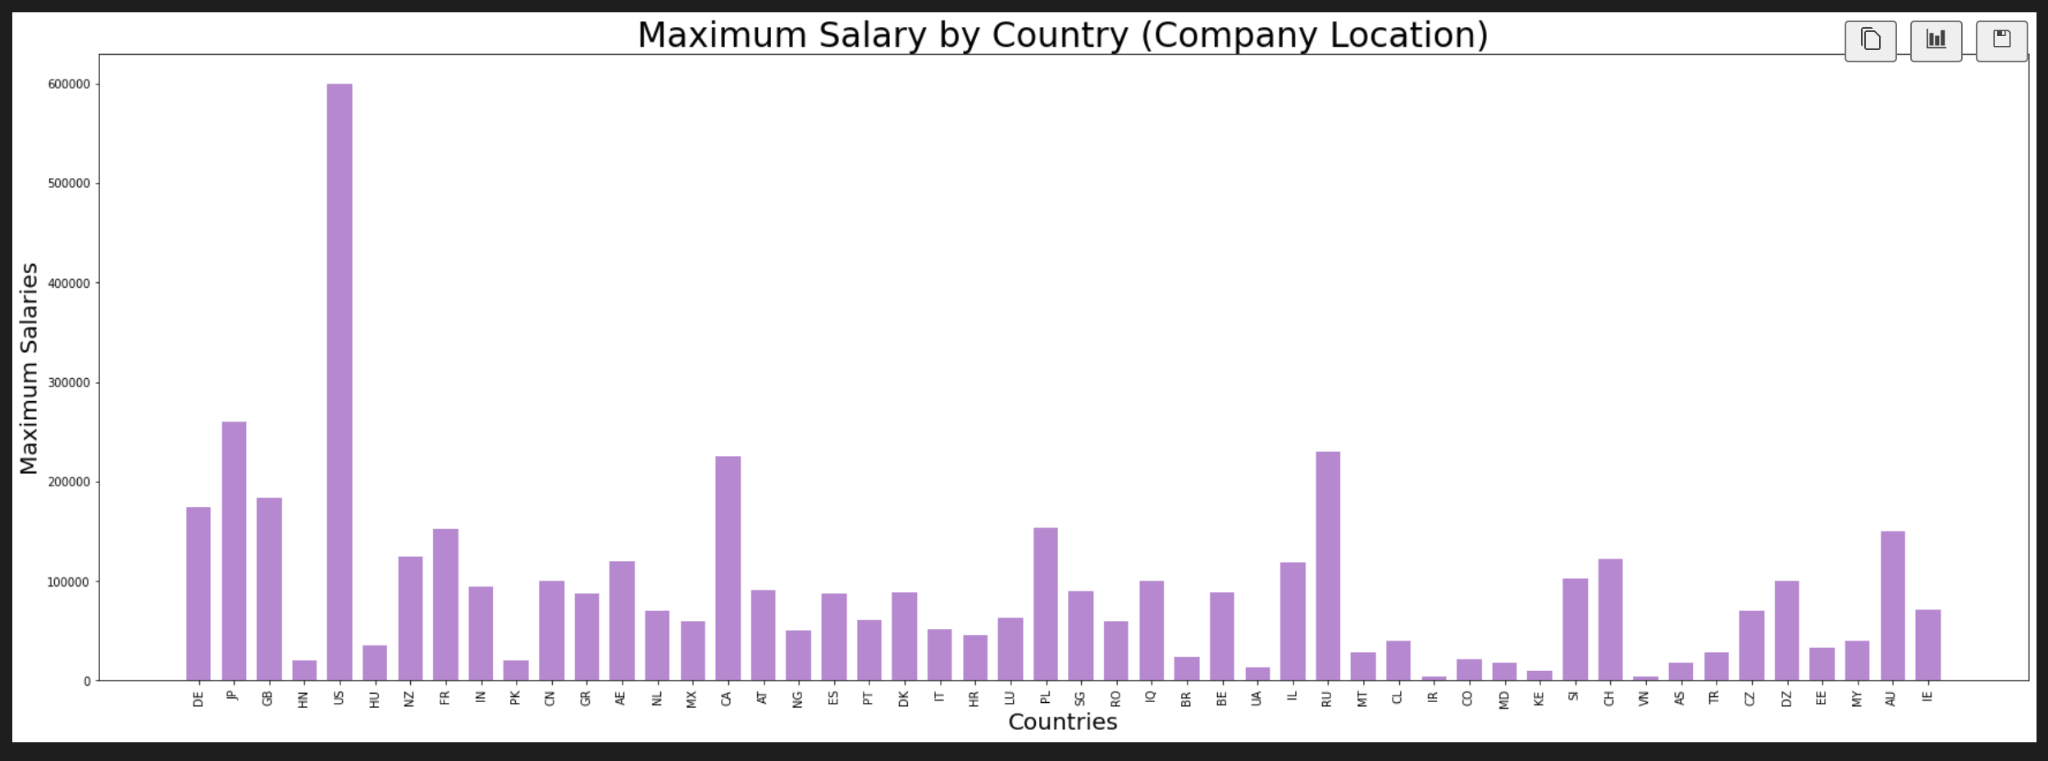 Maximum Salary by Country (Company Location)
Maximum Salaries
600000
500000
400000
300000
200000
100000
0
DE JP GB HN US HU NZ FR IN PK CN GR AE NL MX CA AT NG ES PT DK IT HR LU PL SG RO IQ BR BE UA IL RU MT CL IR CO MD KE SI CH VN AS TR CZ DZ EE MY AU IE
Countries